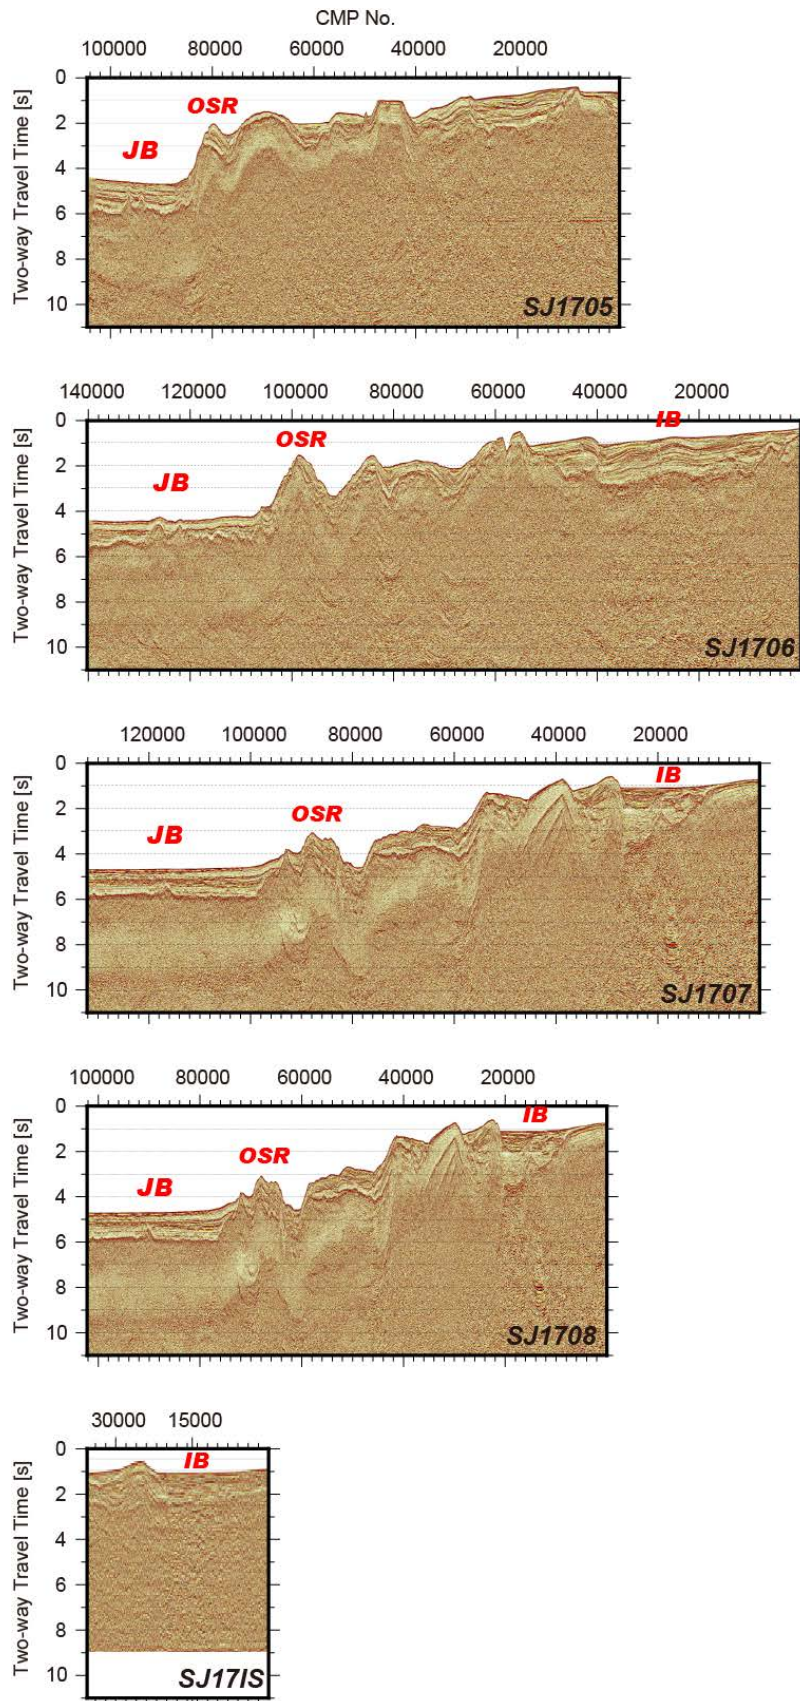 CMP No.
100000 80000 60000 40000 20000
Two-way Travel Time [s]
0
2
4
6
8
10
OSR
JB
SJ1705
140000 120000 100000 80000 60000 40000 20000
Two-way Travel Time [s]
0
2
4
6
8
10
IB
OSR
JB
SJ1706
120000 100000 80000 60000 40000 20000
Two-way Travel Time [s]
0
2
4
6
8
10
IB
OSR
JB
SJ1707
100000 80000 60000 40000 20000
Two-way Travel Time [s]
0
2
4
6
8
10
IB
OSR
JB
SJ1708
30000 15000
Two-way Travel Time [s]
0
2
4
6
8
10
IB
SJ17IS